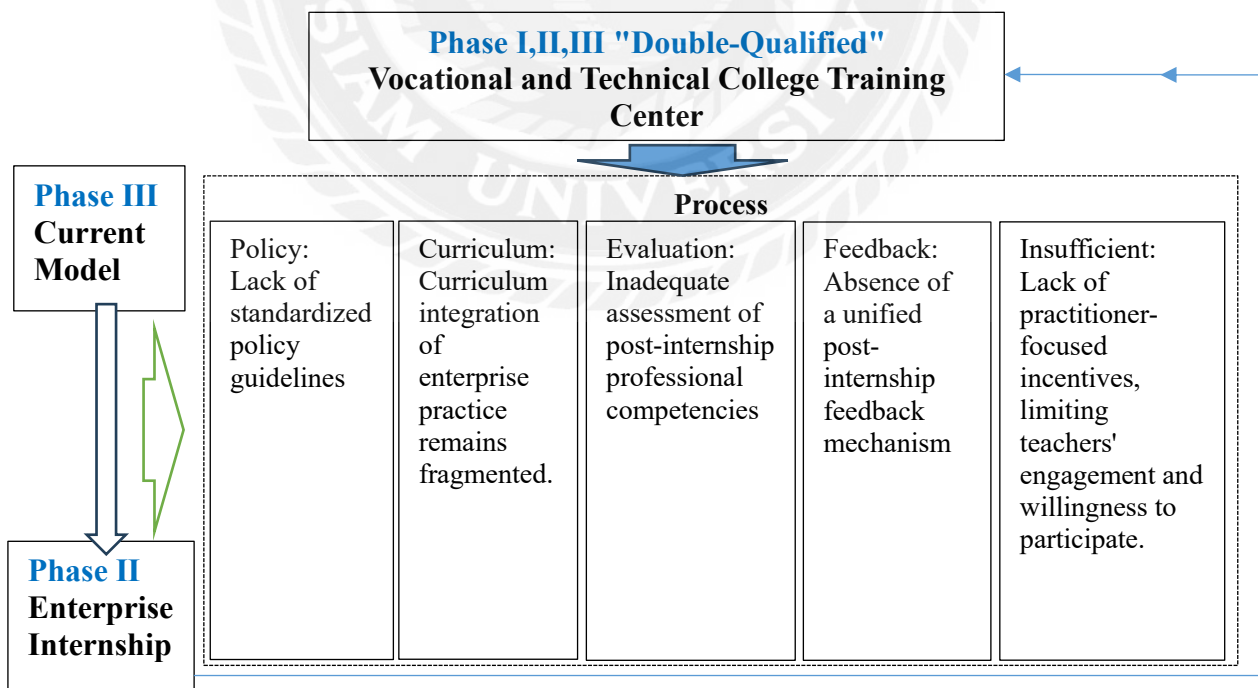 Phase I,II,III "Double-Qualified"
Vocational and Technical College Training
Center
SIAM UNIVERSITY
Phase III
Current
Model
Process
Policy:
Lack of
standardized
policy
guidelines
Curriculum:
Curriculum
integration
of
enterprise
practice
remains
fragmented.
Evaluation:
Inadequate
assessment of
post-internship
professional
competencies
Feedback:
Absence of
a unified
post-
internship
feedback
mechanism
Insufficient:
Lack of
practitioner-
focused
incentives,
limiting
teachers'
engagement and
willingness to
participate.
Phase II
Enterprise
Internship